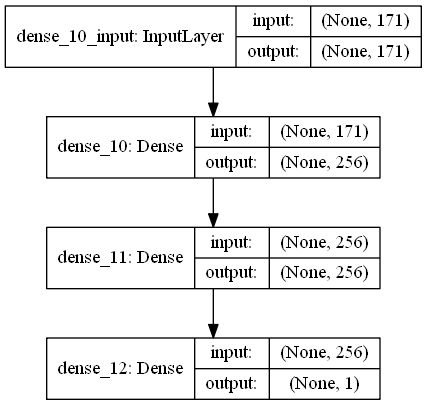 dense_10_input: InputLayer
input: (None, 171)
output: (None, 171)
dense_10: Dense
input: (None, 171)
output: (None, 256)
dense_11: Dense
input: (None, 256)
output: (None, 256)
dense_12: Dense
input: (None, 256)
output: (None, 1)